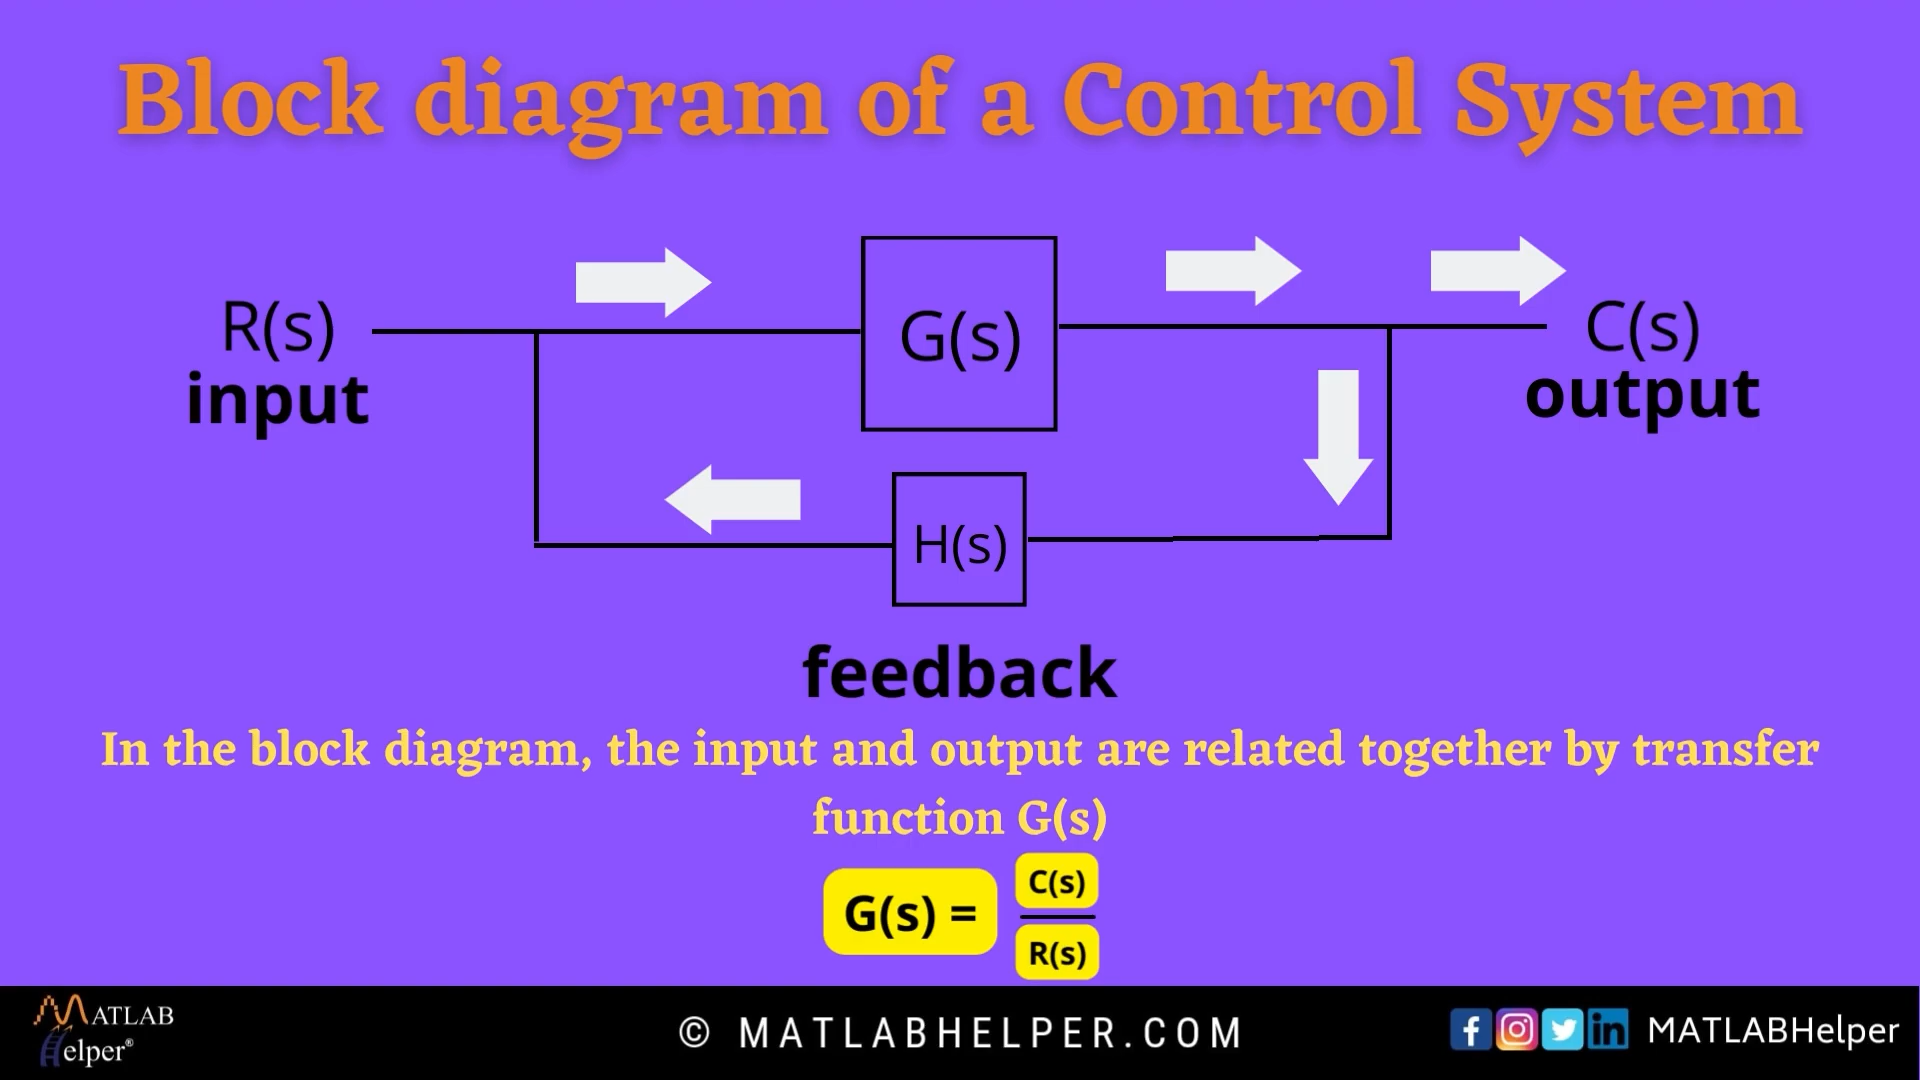 Block diagram of a Control System
R(s)
input
G(s)
C(s)
output
H(s)
feedback
In the block diagram, the input and output are related together by transfer
function G(s)
G(s) =
C(s)
R(s)
MATLAB
Helper®
© MATLABHELPER.COM
f
in
MATLABHelper